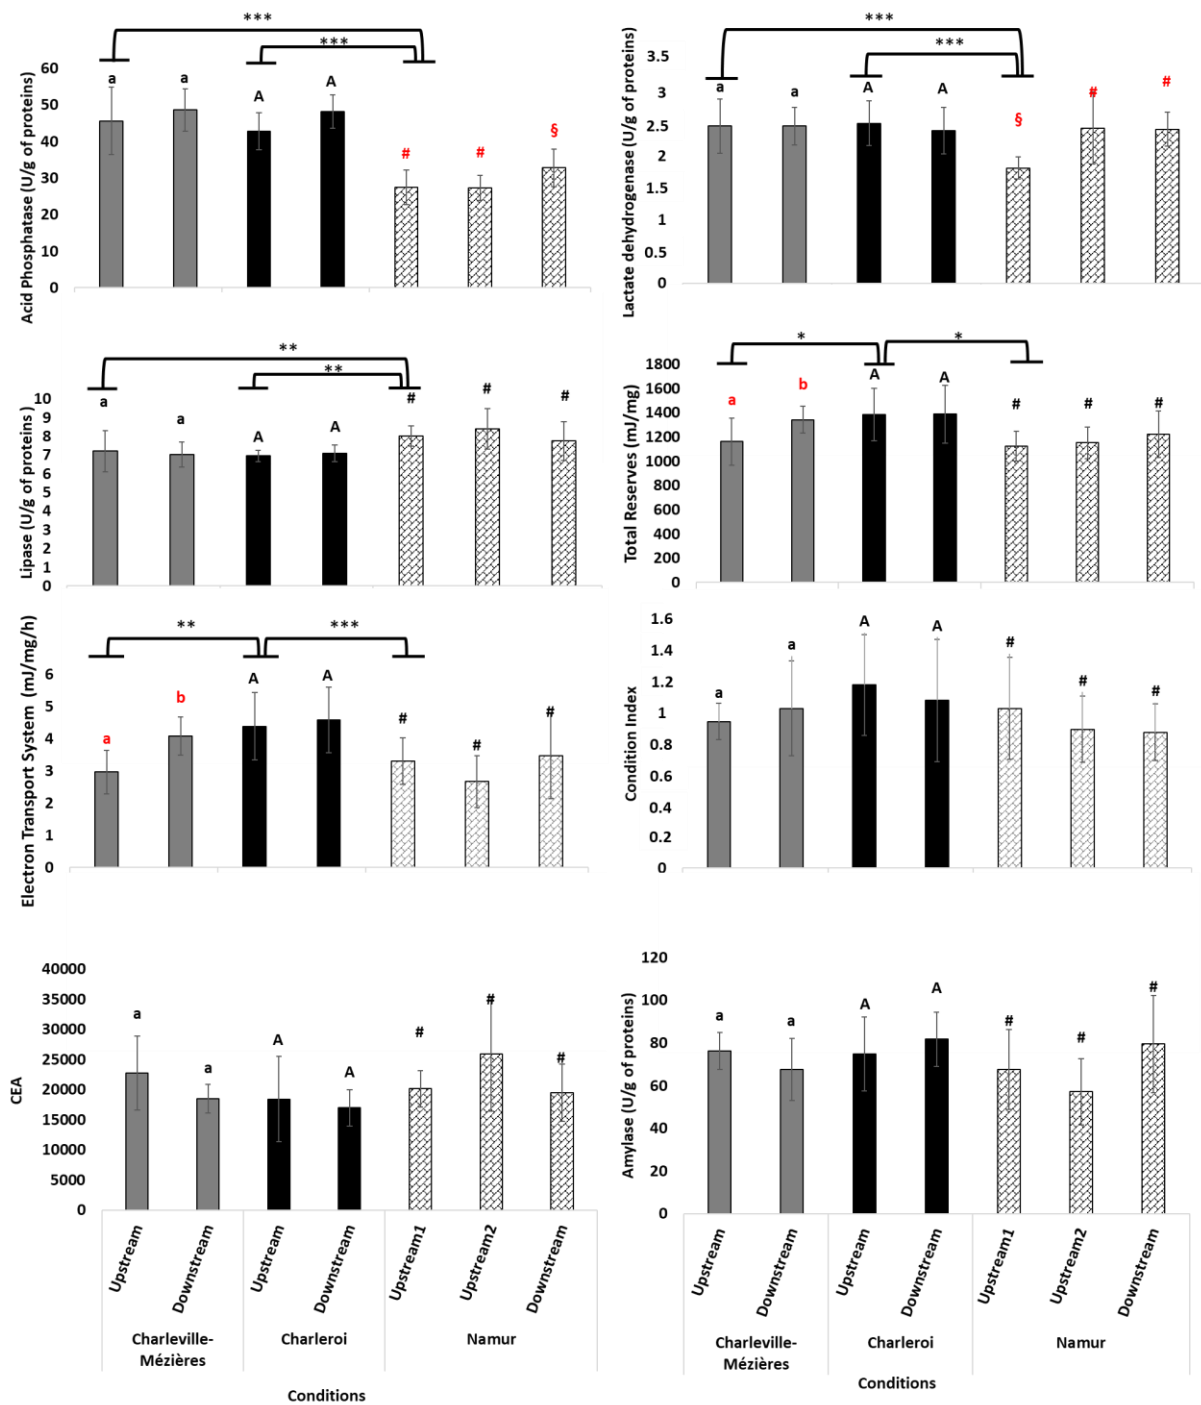 ***
***
Acid Phosphatase (U/g of proteins)
60
50
40
30
20
10
0
a
a
A
A
#
#
§
***
***
Lactate dehydrogenase (U/g of proteins)
3.5
3
2.5
2
1.5
1
0.5
0
a
a
A
A
§
#
#
**
**
Lipase (U/g of proteins)
10
9
8
7
6
5
4
3
2
1
0
a
a
A
A
#
#
#
*
*
Total Reserves (mJ/mg)
1800
1600
1400
1200
1000
800
600
400
200
0
a
b
A
A
#
#
#
**
***
Electron Transport System (mJ/mg/h)
6
5
4
3
2
1
0
a
b
A
A
#
#
#
Condition Index
1.6
1.4
1.2
1
0.8
0.6
0.4
0.2
0
a
a
A
A
#
#
#
CEA
40000
35000
30000
25000
20000
15000
10000
5000
0
a
a
A
A
#
#
#
Upstream
Downstream
Upstream
Downstream
Upstream1
Upstream2
Downstream
Charleville-
Mézières
Charleroi
Namur
Conditions
Amylase (U/g of proteins)
120
100
80
60
40
20
0
a
a
A
A
#
#
#
Upstream
Downstream
Upstream
Downstream
Upstream1
Upstream2
Downstream
Charleville-
Mézières
Charleroi
Namur
Conditions